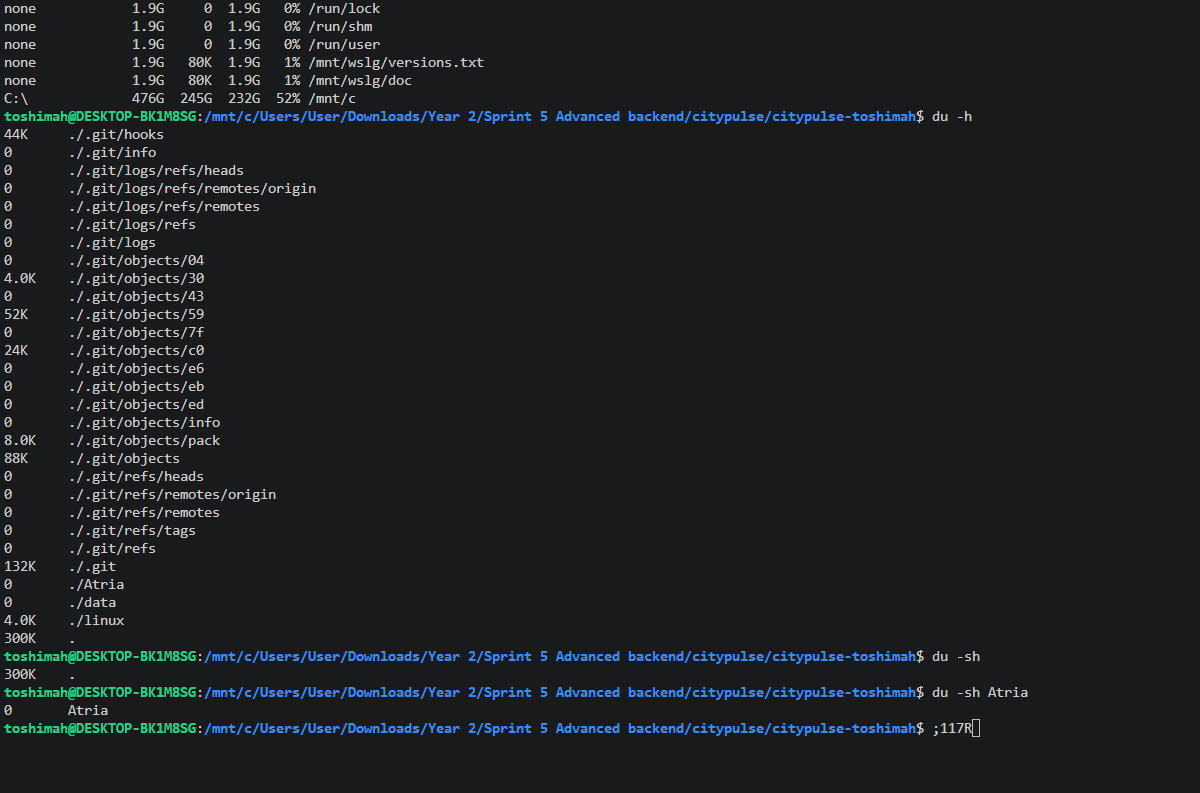 none            1.9G     0  1.9G   0% /run/lock
none            1.9G     0  1.9G   0% /run/shm
none            1.9G     0  1.9G   0% /run/user
none            1.9G   80K  1.9G   1% /mnt/wslg/versions.txt
none            1.9G   80K  1.9G   1% /mnt/wslg/doc
C:\             476G  245G  232G  52% /mnt/c
toshimah@DESKTOP-BK1M8SG:/mnt/c/Users/User/Downloads/Year 2/Sprint 5 Advanced backend/citypulse/citypulse-toshimah$ du -h
44K     ./.git/hooks
0       ./.git/info
0       ./.git/logs/refs/heads
0       ./.git/logs/refs/remotes/origin
0       ./.git/logs/refs/remotes
0       ./.git/logs/refs
0       ./.git/logs
0       ./.git/objects/04
4.0K    ./.git/objects/30
0       ./.git/objects/43
52K     ./.git/objects/59
0       ./.git/objects/7f
24K     ./.git/objects/c0
0       ./.git/objects/e6
0       ./.git/objects/eb
0       ./.git/objects/ed
0       ./.git/objects/info
8.0K    ./.git/objects/pack
88K     ./.git/objects
0       ./.git/refs/heads
0       ./.git/refs/remotes/origin
0       ./.git/refs/remotes
0       ./.git/refs/tags
0       ./.git/refs
132K    ./.git
0       ./Atria
0       ./data
4.0K    ./linux
300K    .
toshimah@DESKTOP-BK1M8SG:/mnt/c/Users/User/Downloads/Year 2/Sprint 5 Advanced backend/citypulse/citypulse-toshimah$ du -sh
300K    .
toshimah@DESKTOP-BK1M8SG:/mnt/c/Users/User/Downloads/Year 2/Sprint 5 Advanced backend/citypulse/citypulse-toshimah$ du -sh Atria
0       Atria
toshimah@DESKTOP-BK1M8SG:/mnt/c/Users/User/Downloads/Year 2/Sprint 5 Advanced backend/citypulse/citypulse-toshimah$ ;117R